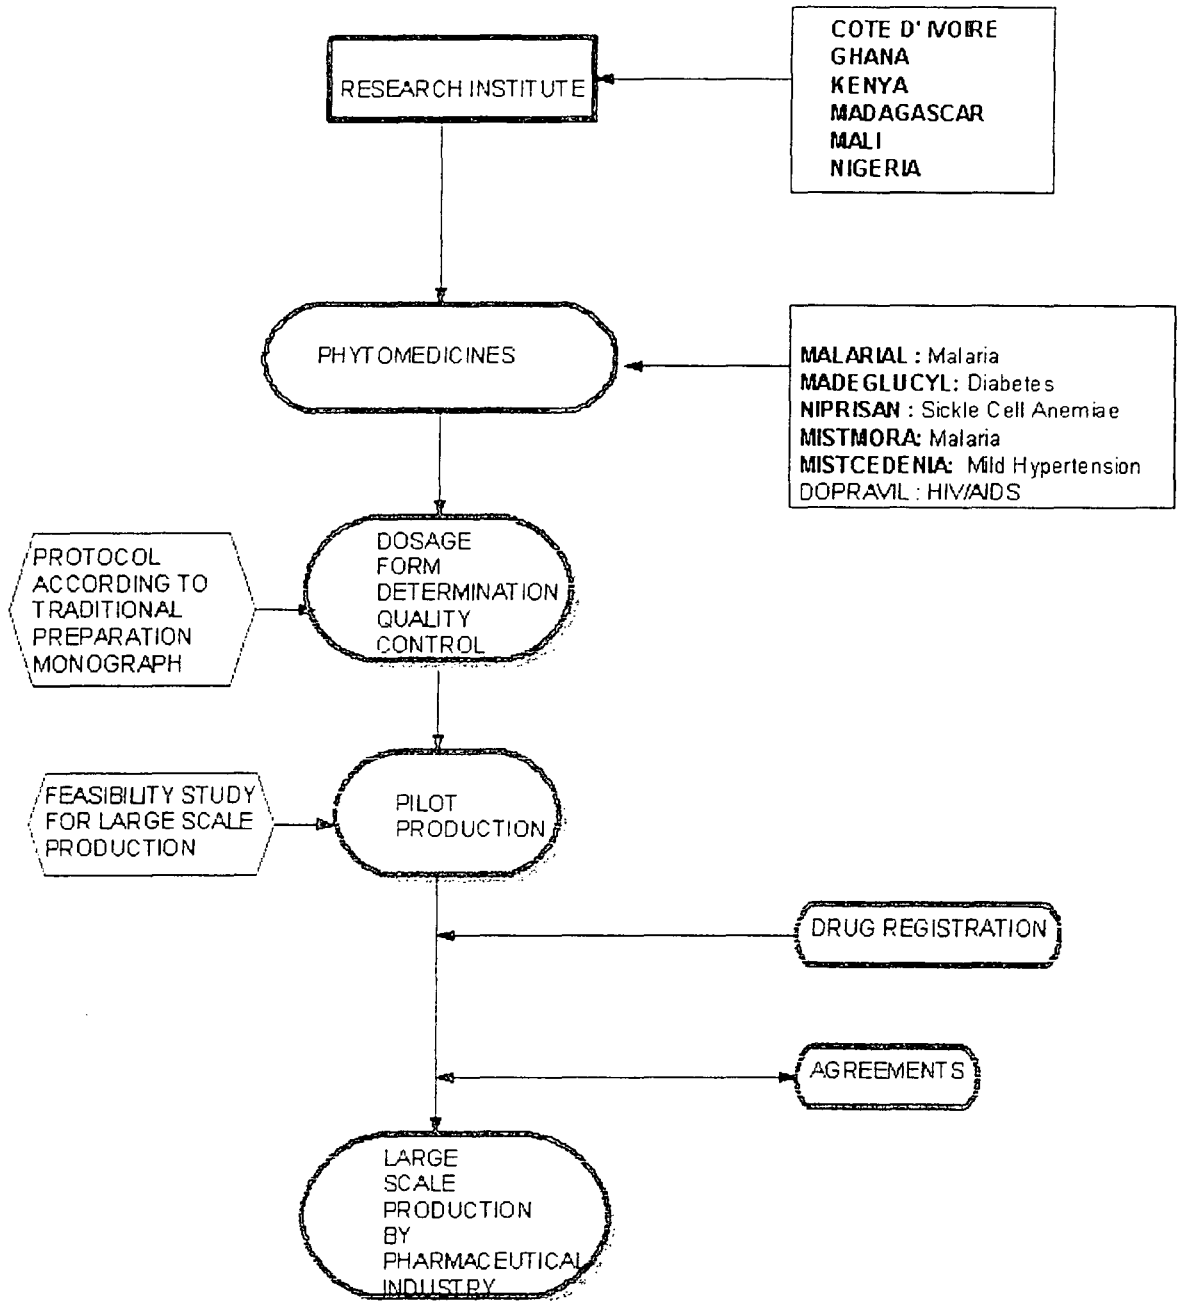 COTE D' IVOIRE
GHANA
KENYA
MADAGASCAR
MALI
NIGERIA
RESEARCH INSTITUTE
PHYTOMEDICINES
MALARIAL : Malaria
MADEGLUCYL: Diabetes
NIPRISAN : Sickle Cell Anemiae
MISTMORA: Malaria
MISTCEDENIA: Mild Hypertension
DOPRAVIL : HIV/AIDS
PROTOCOL
ACCORDING TO
TRADITIONAL
PREPARATION
MONOGRAPH
DOSAGE
FORM
DETERMINATION
QUALITY
CONTROL
FEASIBILITY STUDY
FOR LARGE SCALE
PRODUCTION
PILOT
PRODUCTION
DRUG REGISTRATION
AGREEMENTS
LARGE
SCALE
PRODUCTION
BY
PHARMACEUTICAL
INDUSTRY